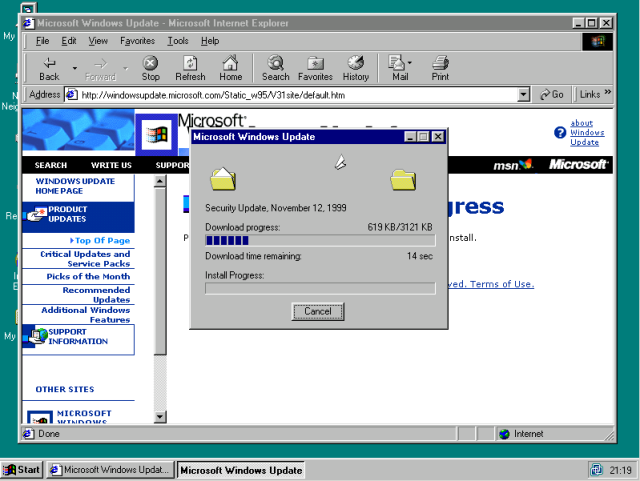 My
Microsoft Windows Update - Microsoft Internet Explorer
File Edit View Favorites Tools Help
Back Forward Stop Refresh Home Search Favorites History Mail Print
Address http://windowsupdate.microsoft.com/Static_w95/V31site/default.htm Go Links »
Neig
Microsoft
about
Windows
Update
Microsoft Windows Update
SEARCH WRITE US SUPPOR
msn Microsoft
WINDOWS UPDATE
HOME PAGE
Security Update, November 12, 1999
Download progress: 619 KB/3121 KB
Download time remaining: 14 sec
Install Progress:
Cancel
gress
nstall.
ved. Terms of Use.
Re
PRODUCT
UPDATES
Top Of Page
Critical Updates and
Service Packs
Picks of the Month
Recommended
Updates
Additional Windows
Features
My
SUPPORT
INFORMATION
OTHER SITES
MICROSOFT
WINDOWS
Done Internet
Start Microsoft Windows Updat... Microsoft Windows Update 21:19